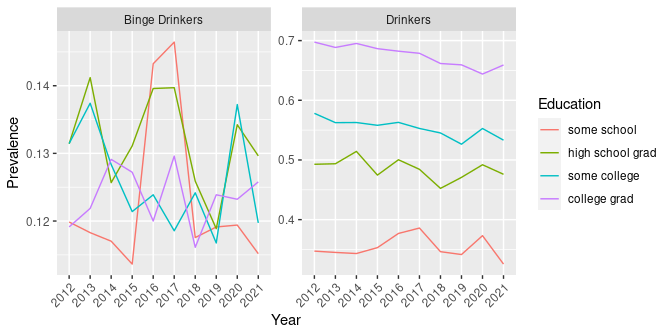 Binge Drinkers
Drinkers
Prevalence
0.14
0.13
0.12
0.7
0.6
0.5
0.4
2012 2013 2014 2015 2016 2017 2018 2019 2020 2021
2012 2013 2014 2015 2016 2017 2018 2019 2020 2021
Year
Education
some school
high school grad
some college
college grad